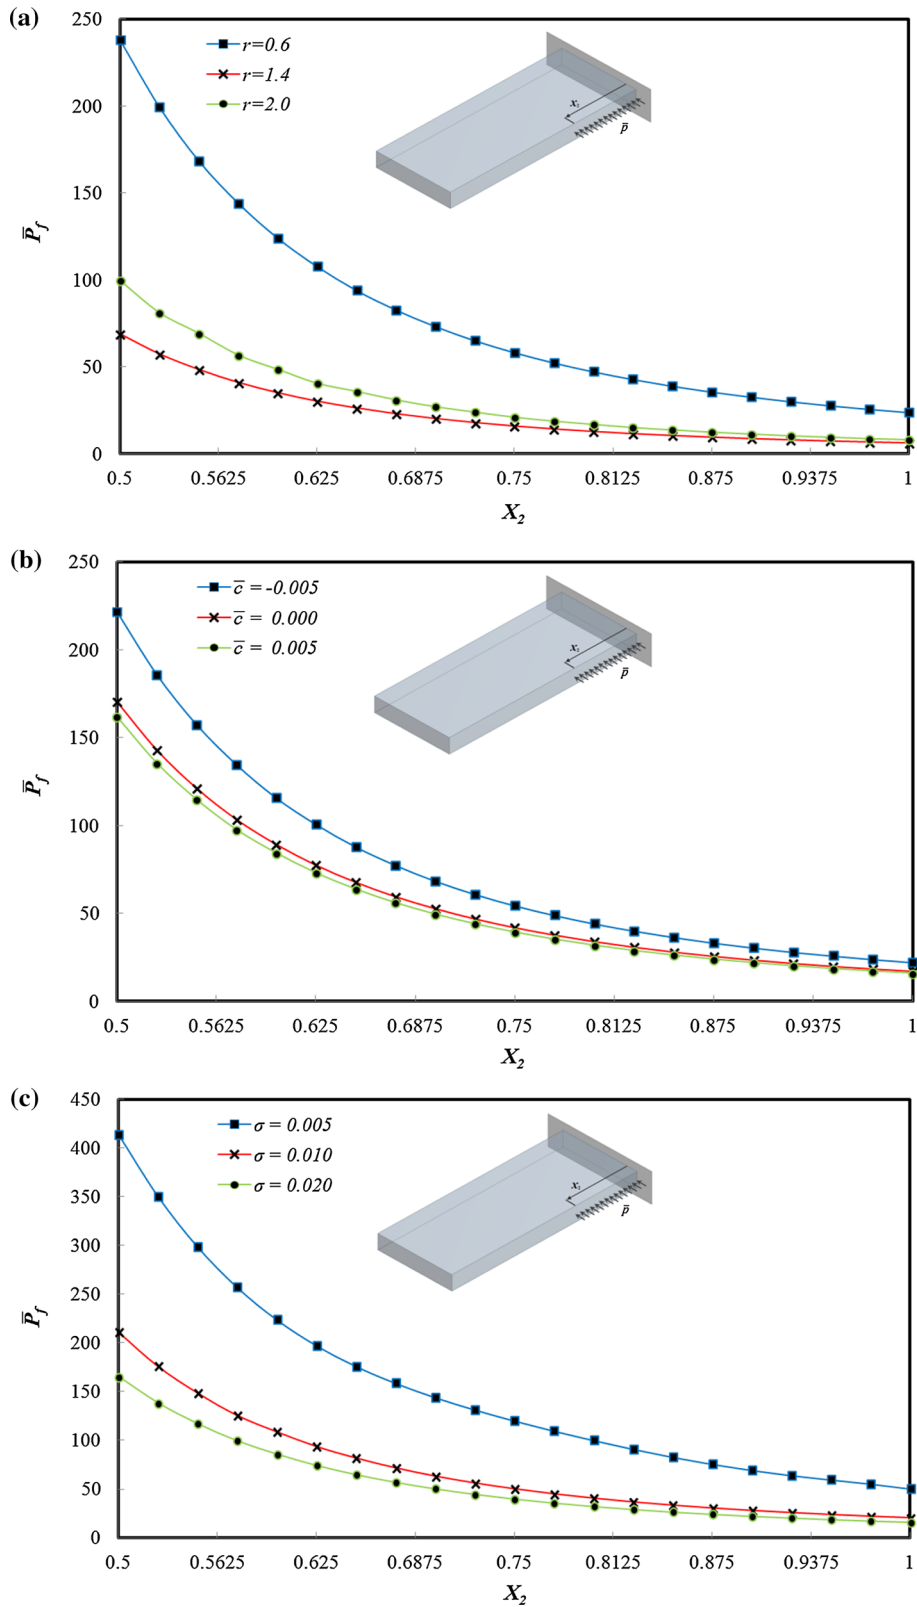 (a)
250
200
150
100
50
0
P̅f
r=0.6
r=1.4
r=2.0
x₂
p̅
0.5 0.5625 0.625 0.6875 0.75 0.8125 0.875 0.9375 1
X₂
(b)
250
200
150
100
50
0
P̅f
c̅ = -0.005
c̅ = 0.000
c̅ = 0.005
x₂
p̅
0.5 0.5625 0.625 0.6875 0.75 0.8125 0.875 0.9375 1
X₂
(c)
450
400
350
300
250
200
150
100
50
0
P̅f
σ = 0.005
σ = 0.010
σ = 0.020
x₂
p̅
0.5 0.5625 0.625 0.6875 0.75 0.8125 0.875 0.9375 1
X₂